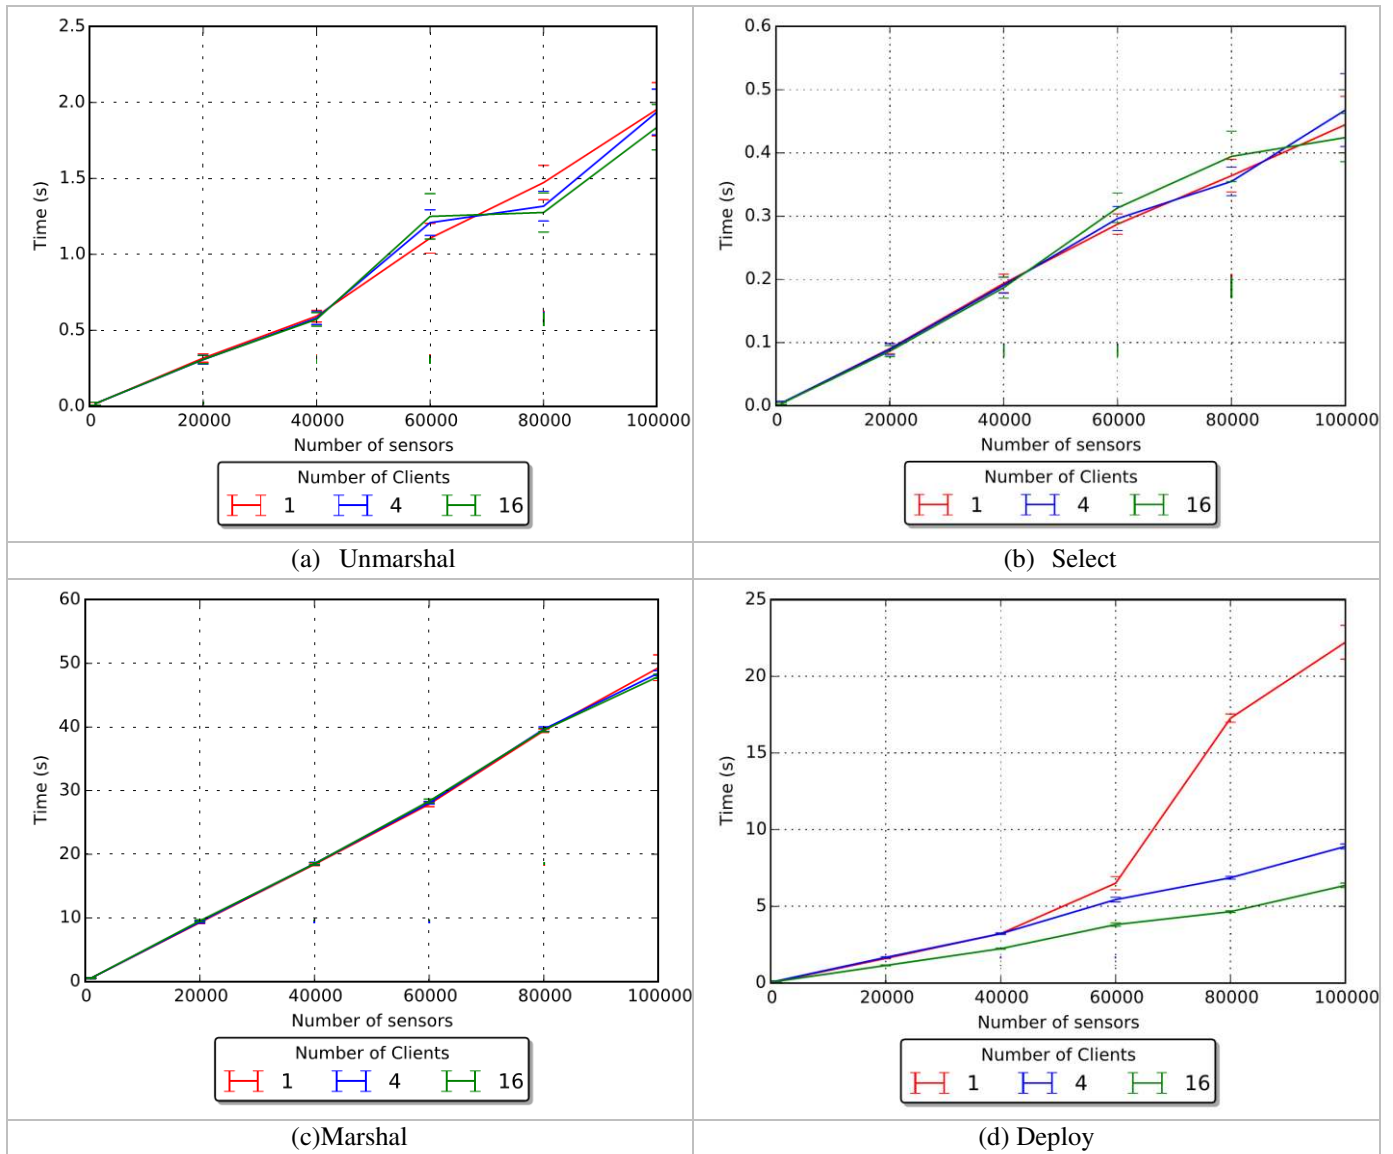 2.5
2.0
1.5
1.0
0.5
0.0
Time (s)
0 20000 40000 60000 80000 100000
Number of sensors
Number of Clients
1 4 16
(a) Unmarshal
0.6
0.5
0.4
0.3
0.2
0.1
0.0
Time (s)
0 20000 40000 60000 80000 100000
Number of sensors
Number of Clients
1 4 16
(b) Select
60
50
40
30
20
10
0
Time (s)
0 20000 40000 60000 80000 100000
Number of sensors
Number of Clients
1 4 16
(c)Marshal
25
20
15
10
5
0
Time (s)
0 20000 40000 60000 80000 100000
Number of sensors
Number of Clients
1 4 16
(d) Deploy